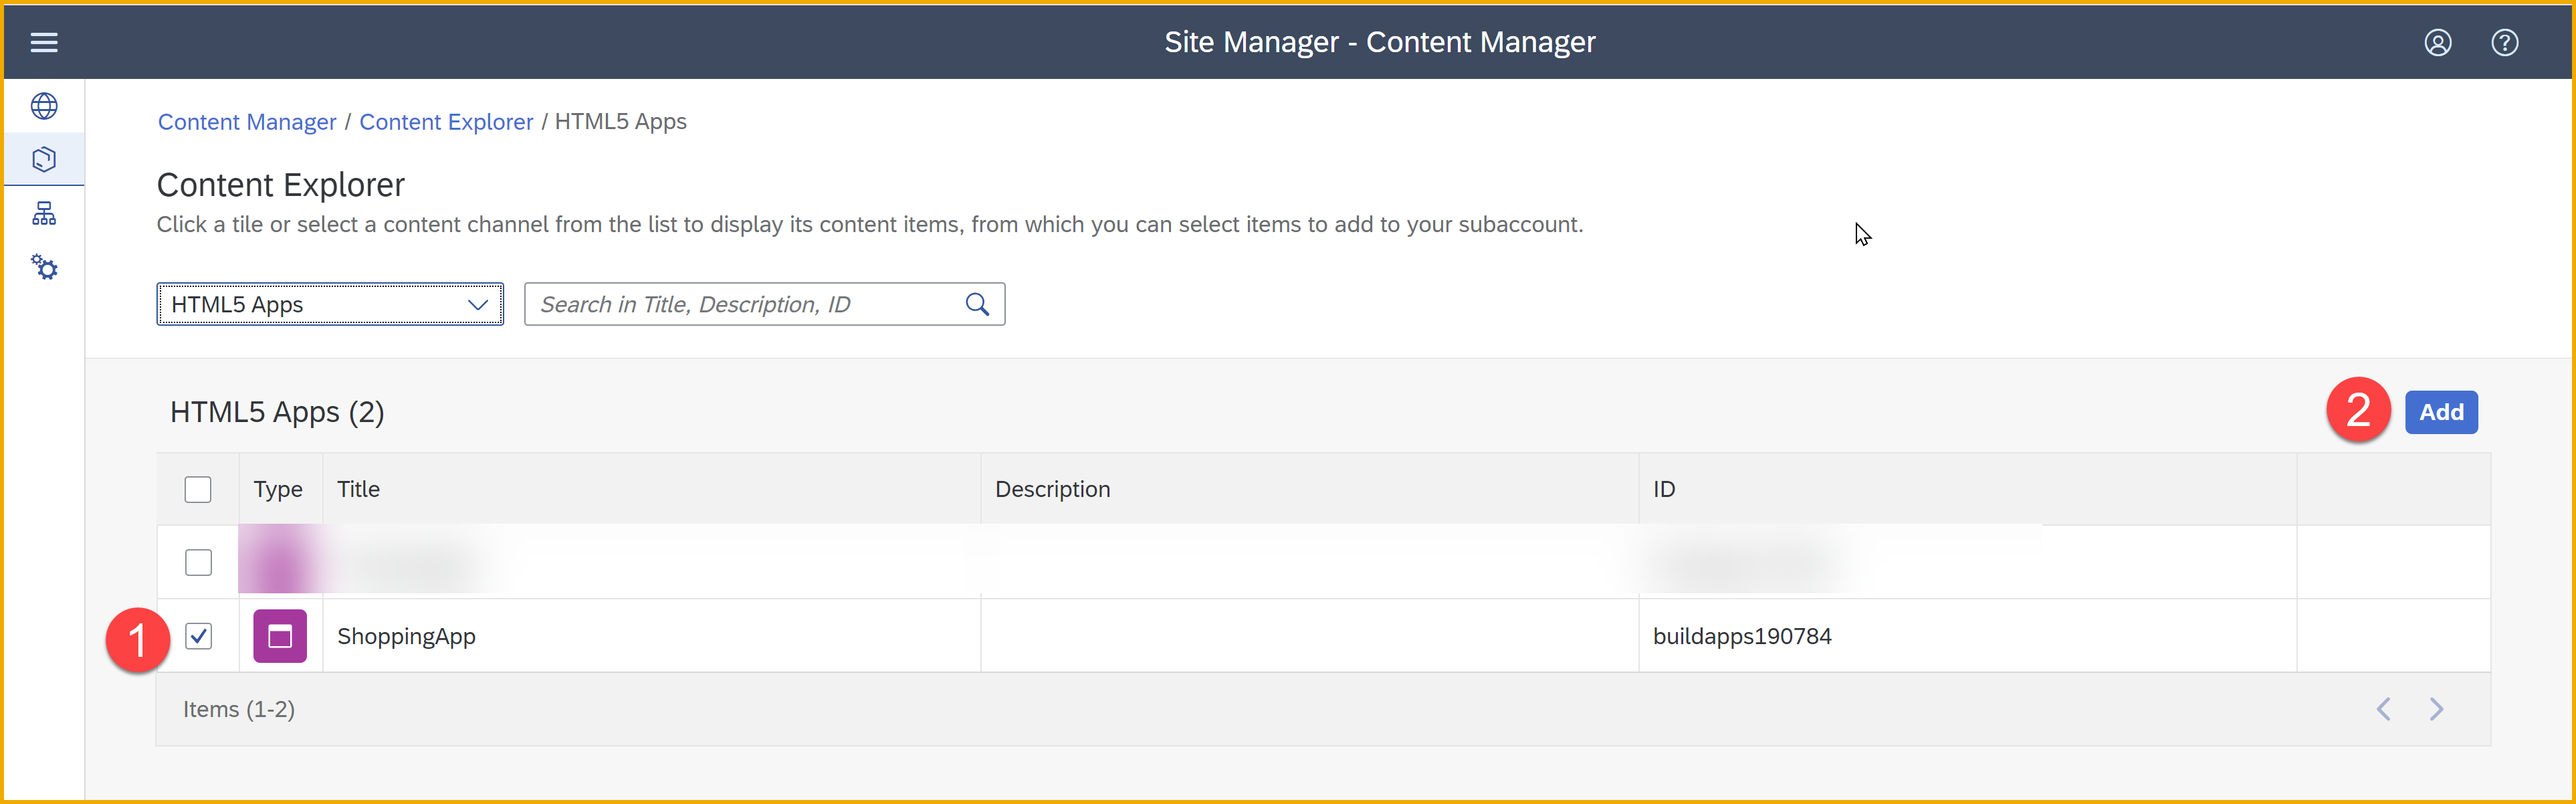 Site Manager - Content Manager
Content Manager / Content Explorer / HTML5 Apps
Content Explorer
Click a tile or select a content channel from the list to display its content items, from which you can select items to add to your subaccount.
HTML5 Apps
Search in Title, Description, ID
HTML5 Apps (2)
2
Add
Type Title Description ID
1
ShoppingApp buildapps190784
Items (1-2)